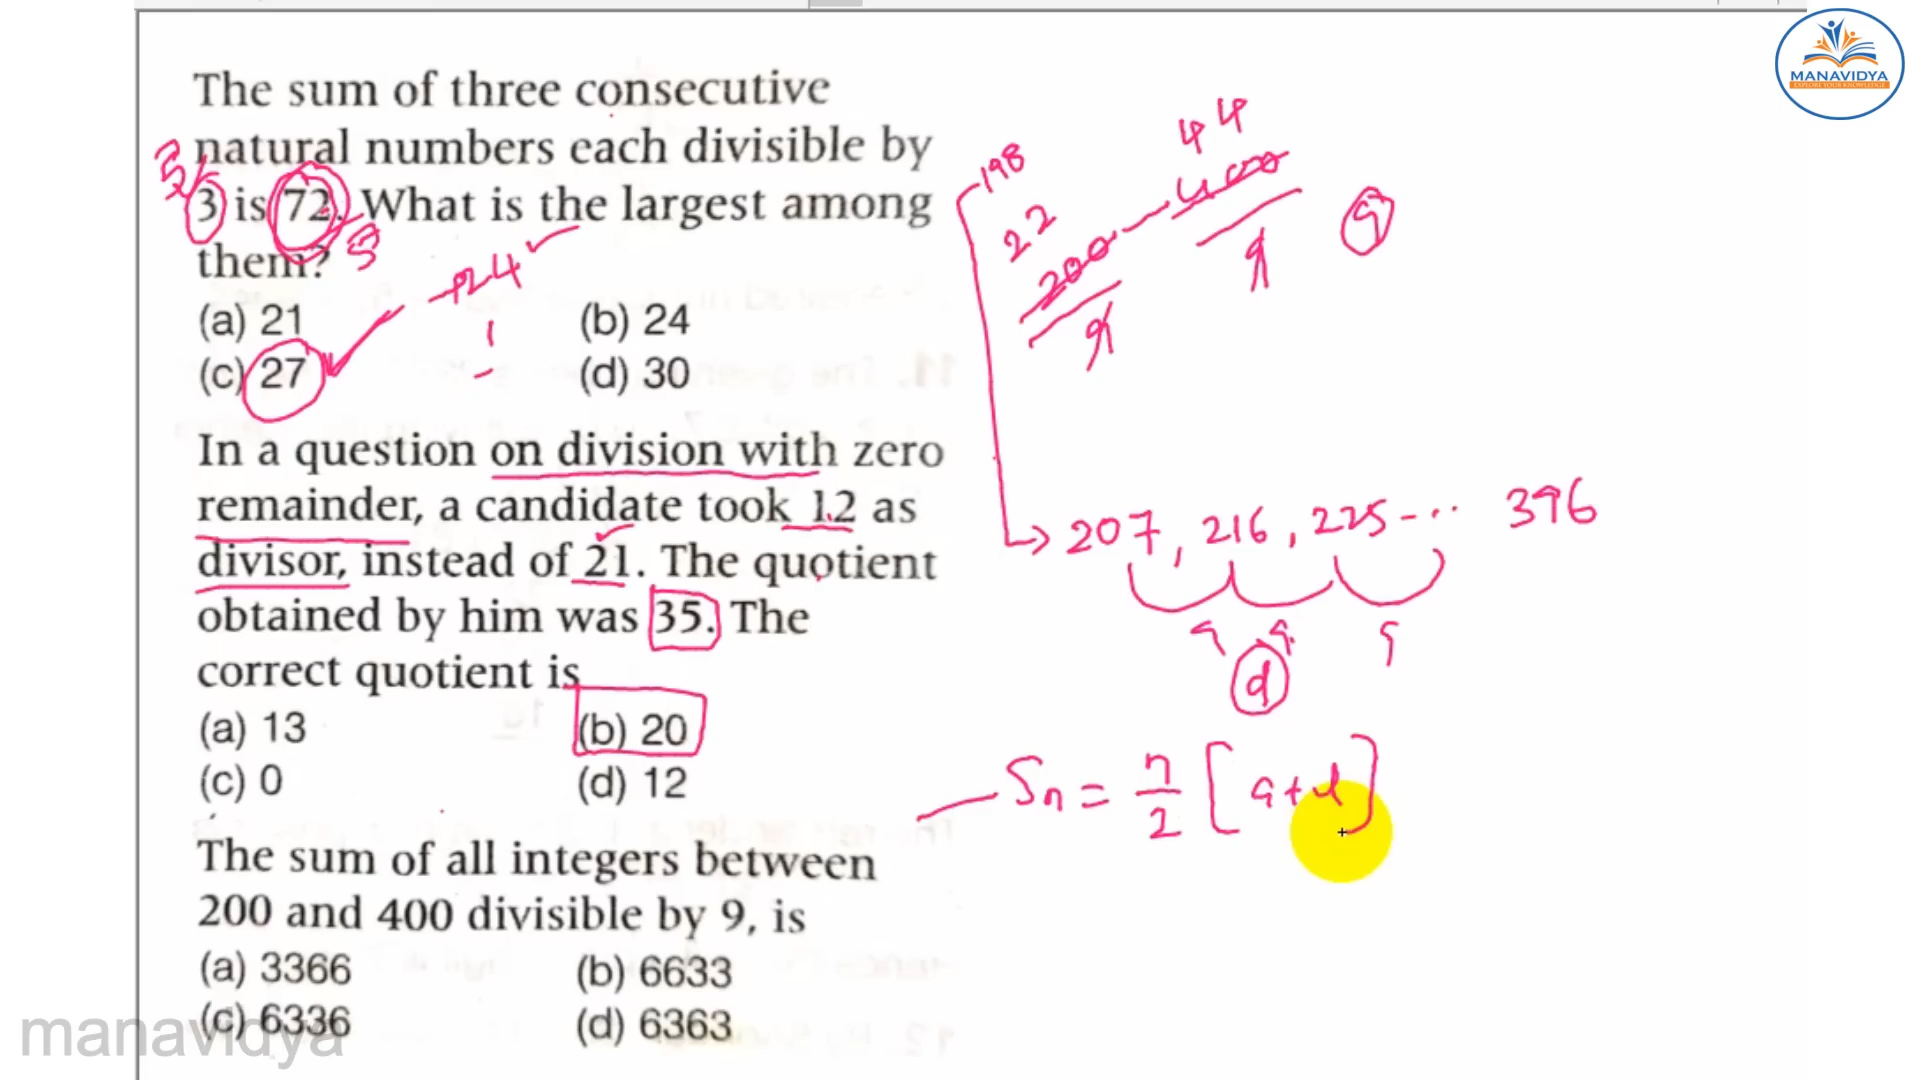 The sum of three consecutive
natural numbers each divisible by
3 is 72. What is the largest among
them?
(a) 21 (b) 24
(c) 27 (d) 30
In a question on division with zero
remainder, a candidate took 12 as
divisor, instead of 21. The quotient
obtained by him was 35. The
correct quotient is
(a) 13 (b) 20
(c) 0 (d) 12
The sum of all integers between
200 and 400 divisible by 9, is
(a) 3366 (b) 6633
(c) 6336 (d) 6363
24
198
22
200
9
44
400
9
9
207, 216, 225 - ... 396
9 9 9
d
Sn = n/2 [a+l]
MANAVIDYA
EXPLORE YOUR KNOWLEDGE
manavidya